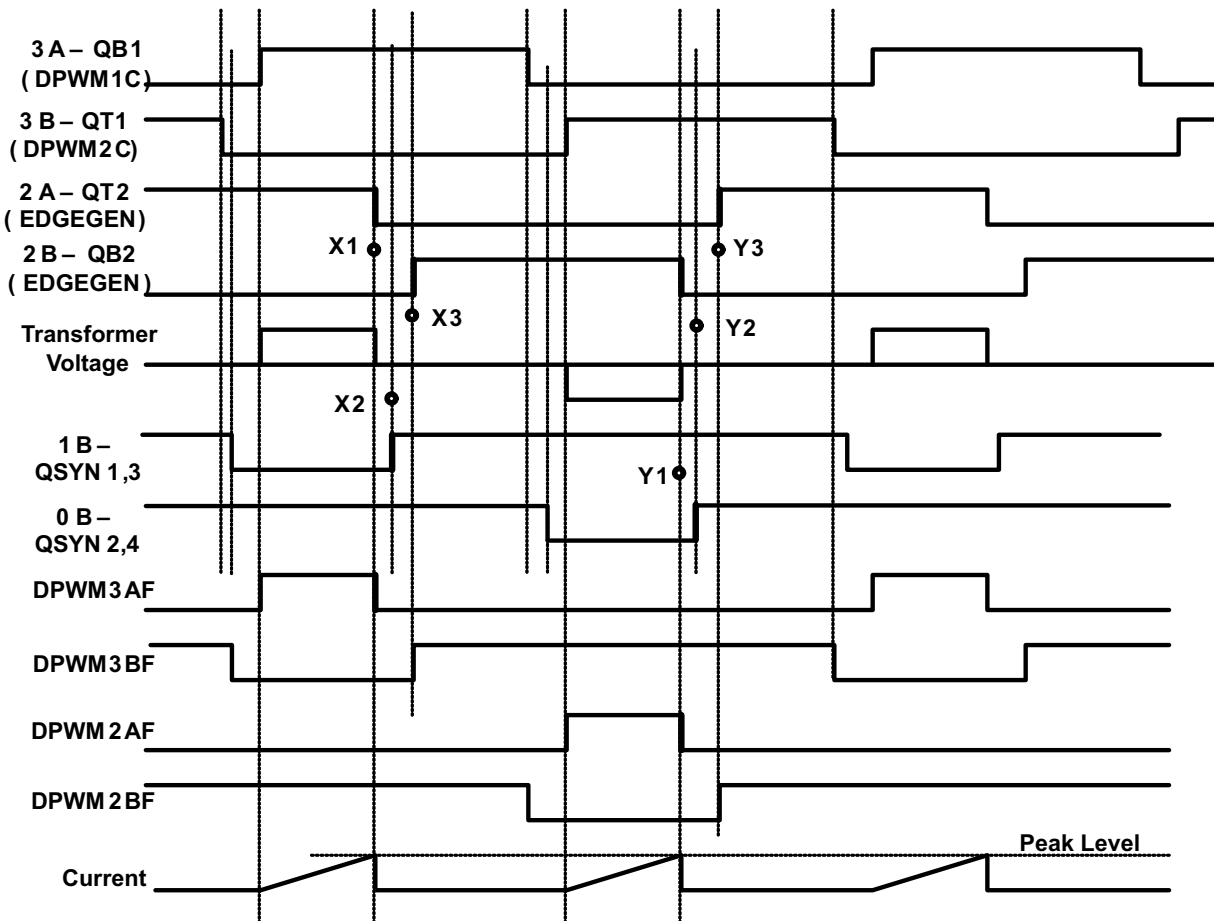 3 A – QB1
( DPWM1C)
3 B – QT1
( DPWM2C)
2 A – QT2
( EDGEGEN)
X1
Y3
2 B – QB2
( EDGEGEN)
X3
Y2
Transformer
Voltage
X2
1 B –
QSYN 1,3
Y1
0 B –
QSYN 2,4
DPWM3AF
DPWM3BF
DPWM2AF
DPWM2BF
Peak Level
Current